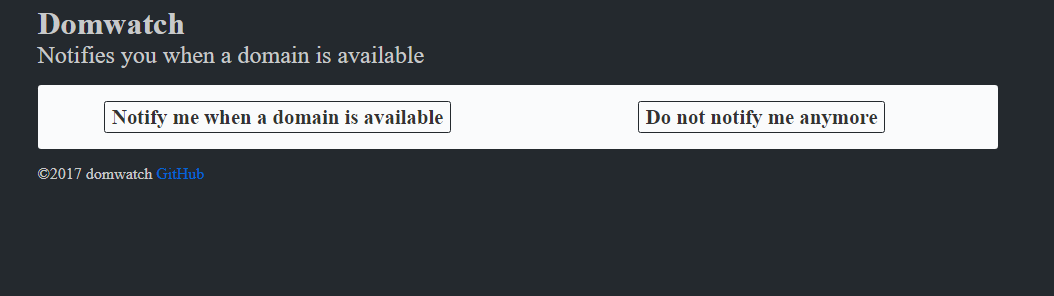 Domwatch
Notifies you when a domain is available
Notify me when a domain is available
Do not notify me anymore
©2017 domwatch GitHub